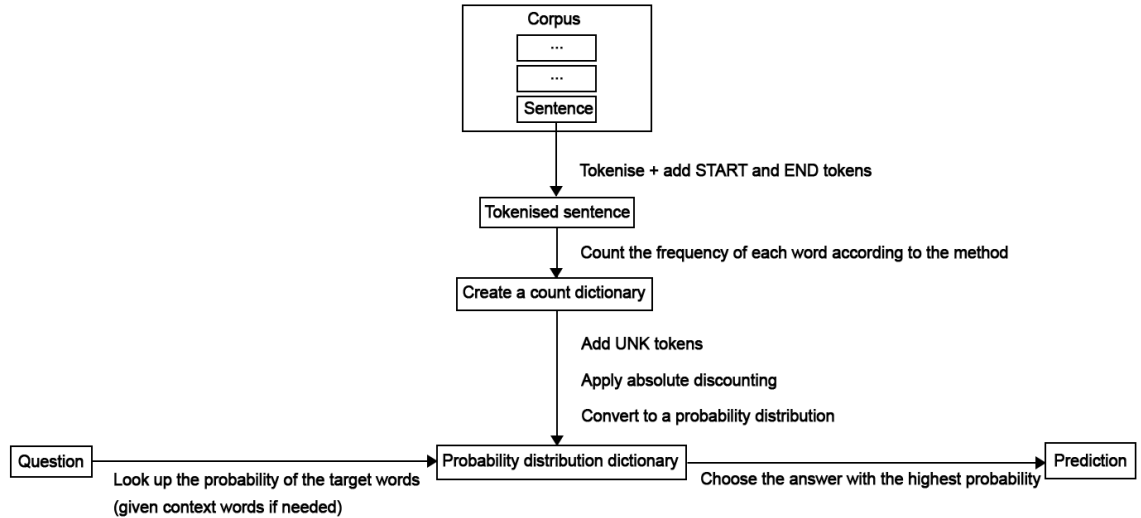 Corpus
...
...
Sentence
Tokenise + add START and END tokens
Tokenised sentence
Count the frequency of each word according to the method
Create a count dictionary
Add UNK tokens
Apply absolute discounting
Convert to a probability distribution
Question
Look up the probability of the target words
(given context words if needed)
Probability distribution dictionary
Choose the answer with the highest probability
Prediction